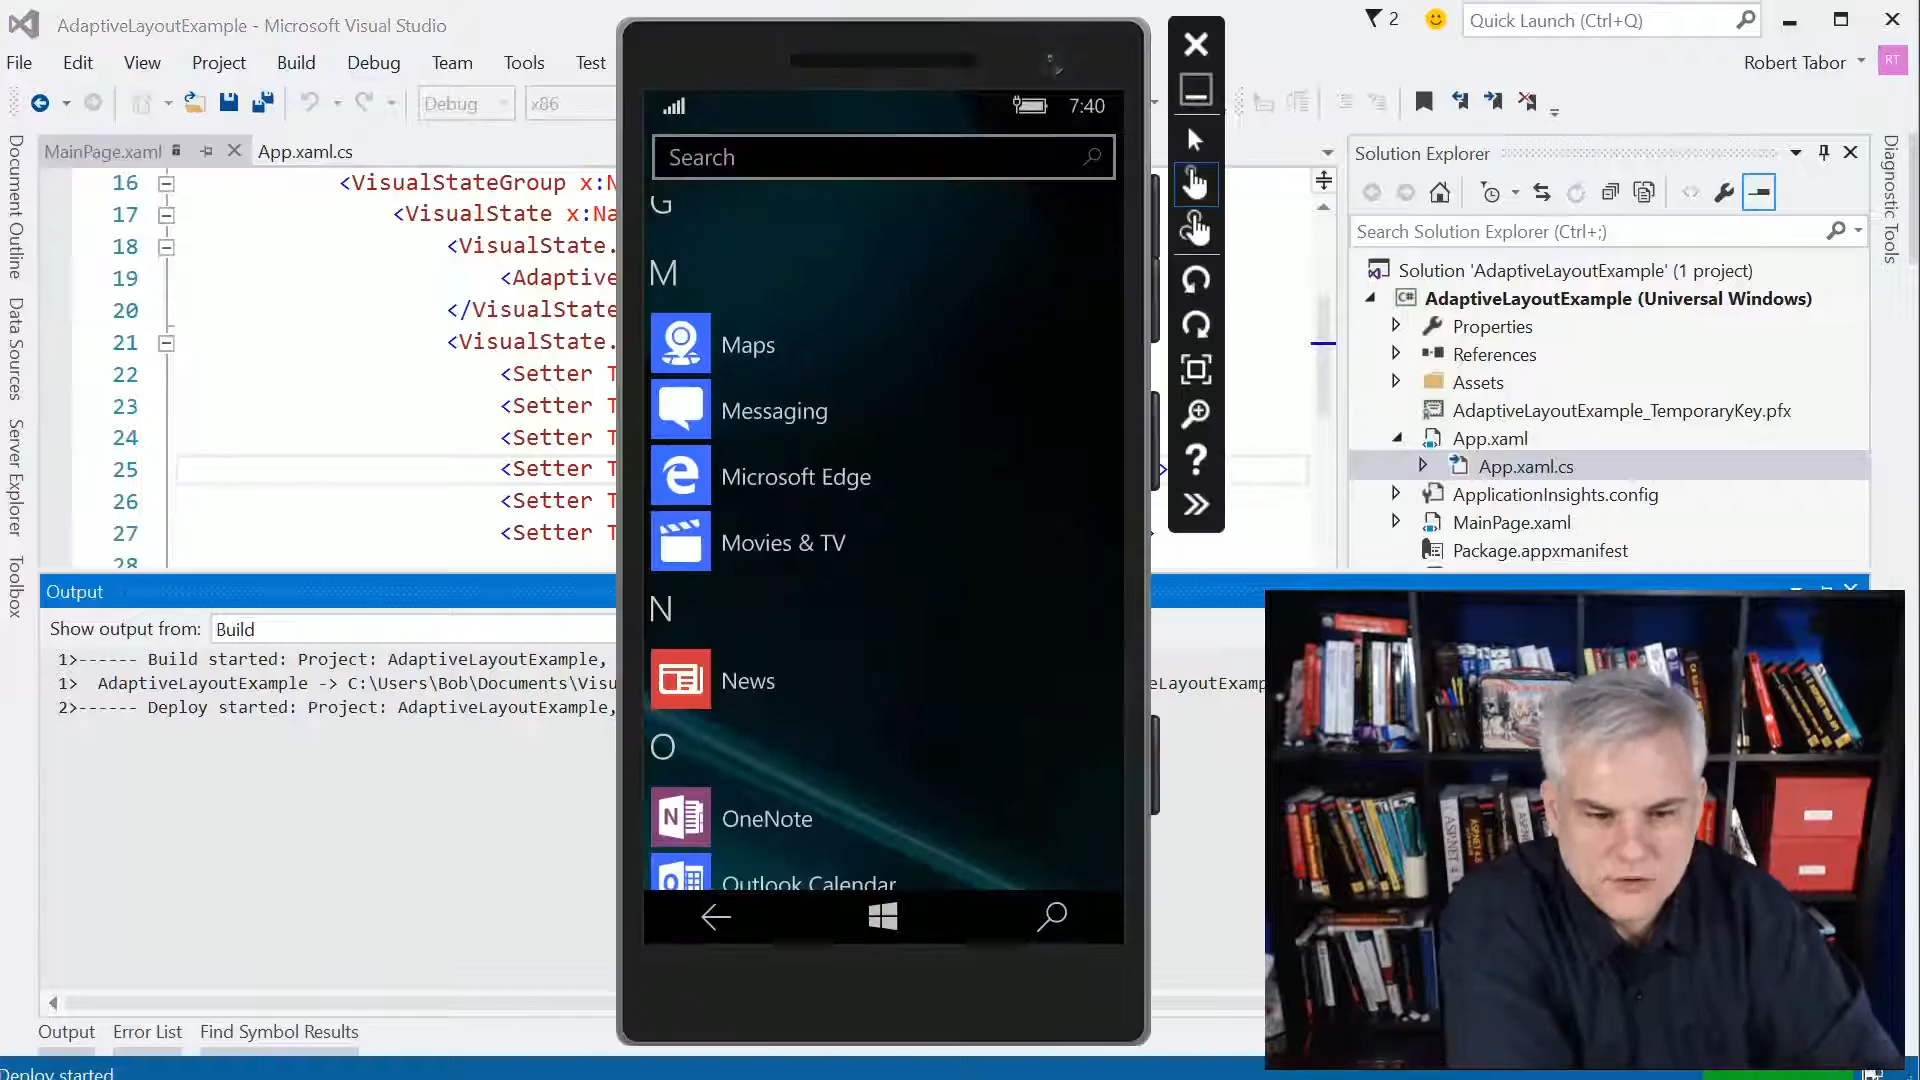 AdaptiveLayoutExample - Microsoft Visual Studio
2
Quick Launch (Ctrl+Q)
File Edit View Project Build Debug Team Tools Test
Robert Tabor
RT
Debug
x86
MainPage.xaml
App.xaml.cs
16 <VisualStateGroup x:N
17 <VisualState x:Na
18 <VisualState.
19 <Adaptive
20 </VisualState
21 <VisualState.
22 <Setter T
23 <Setter T
24 <Setter T
25 <Setter T
26 <Setter T
27 <Setter T
28
Document Outline
Data Sources
Server Explorer
Toolbox
7:40
Search
G
M
Maps
Messaging
Microsoft Edge
Movies & TV
N
News
O
OneNote
Outlook Calendar
Solution Explorer
Search Solution Explorer (Ctrl+;)
Solution 'AdaptiveLayoutExample' (1 project)
AdaptiveLayoutExample (Universal Windows)
Properties
References
Assets
AdaptiveLayoutExample_TemporaryKey.pfx
App.xaml
App.xaml.cs
ApplicationInsights.config
MainPage.xaml
Package.appxmanifest
Diagnostic Tools
Output
Show output from: Build
1>------ Build started: Project: AdaptiveLayoutExample,
1> AdaptiveLayoutExample -> C:\Users\Bob\Documents\Visu
eLayoutExamp
2>------ Deploy started: Project: AdaptiveLayoutExample,
Output Error List Find Symbol Results
Deploy started
ASP.NET